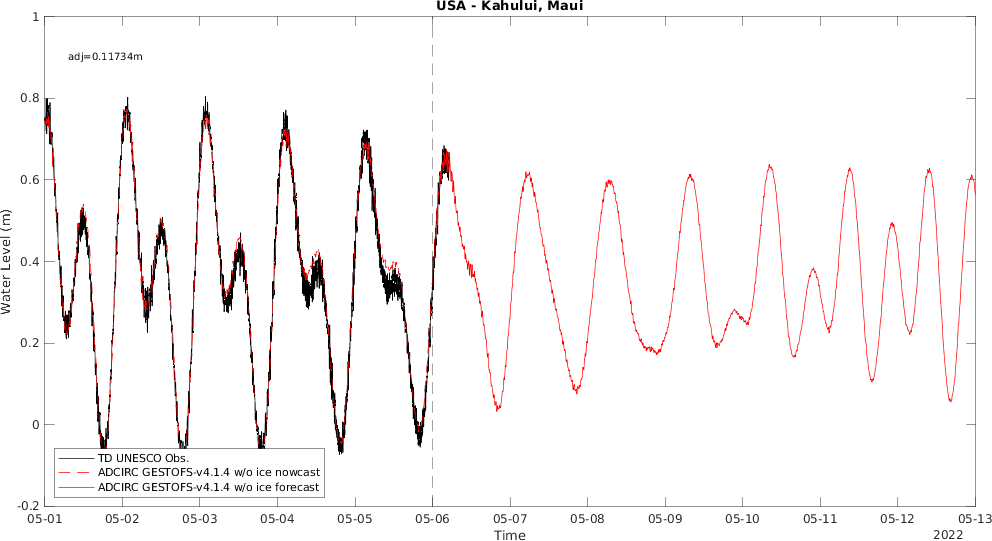 USA - Kahului, Maui
1
adj=0.11734m
0.8
0.6
0.4
0.2
0
-0.2
Water Level (m)
TD UNESCO Obs.
ADCIRC GESTOFS-v4.1.4 w/o ice nowcast
ADCIRC GESTOFS-v4.1.4 w/o ice forecast
05-01 05-02 05-03 05-04 05-05 05-06 05-07 05-08 05-09 05-10 05-11 05-12 05-13
Time
2022